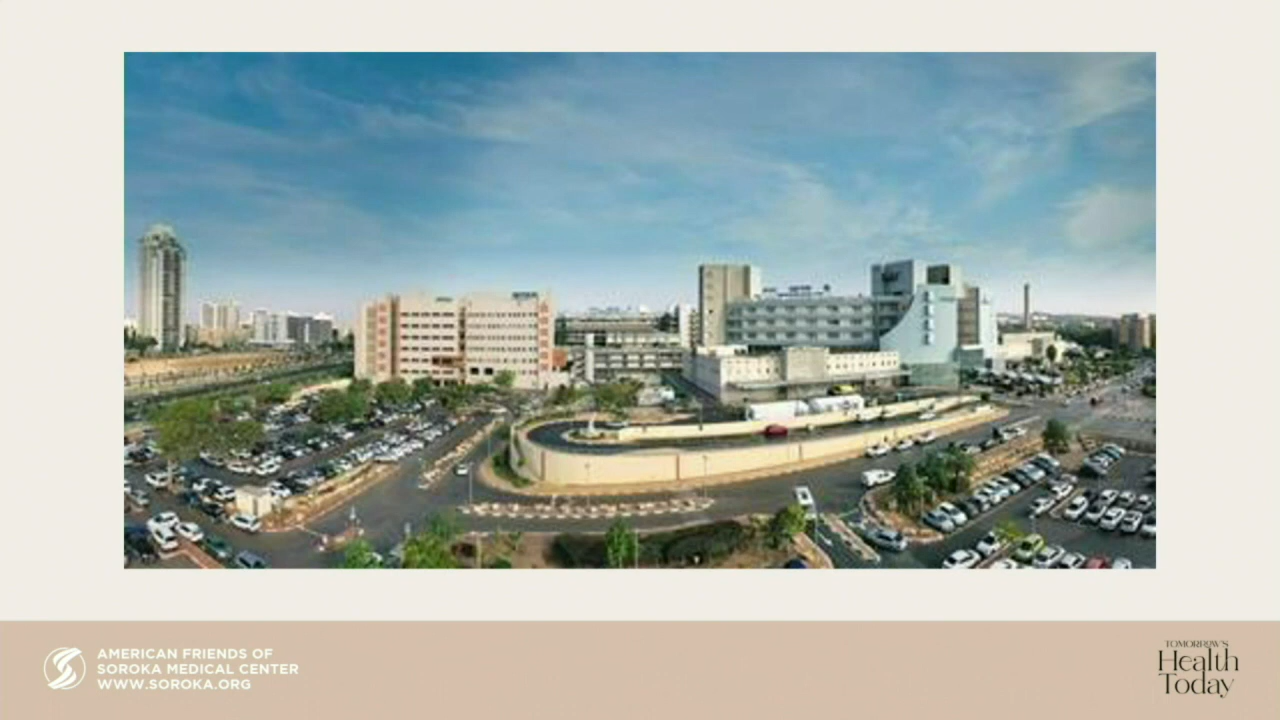 AMERICAN FRIENDS OF
SOROKA MEDICAL CENTER
WWW.SOROKA.ORG
TOMORROW'S
Health
Today